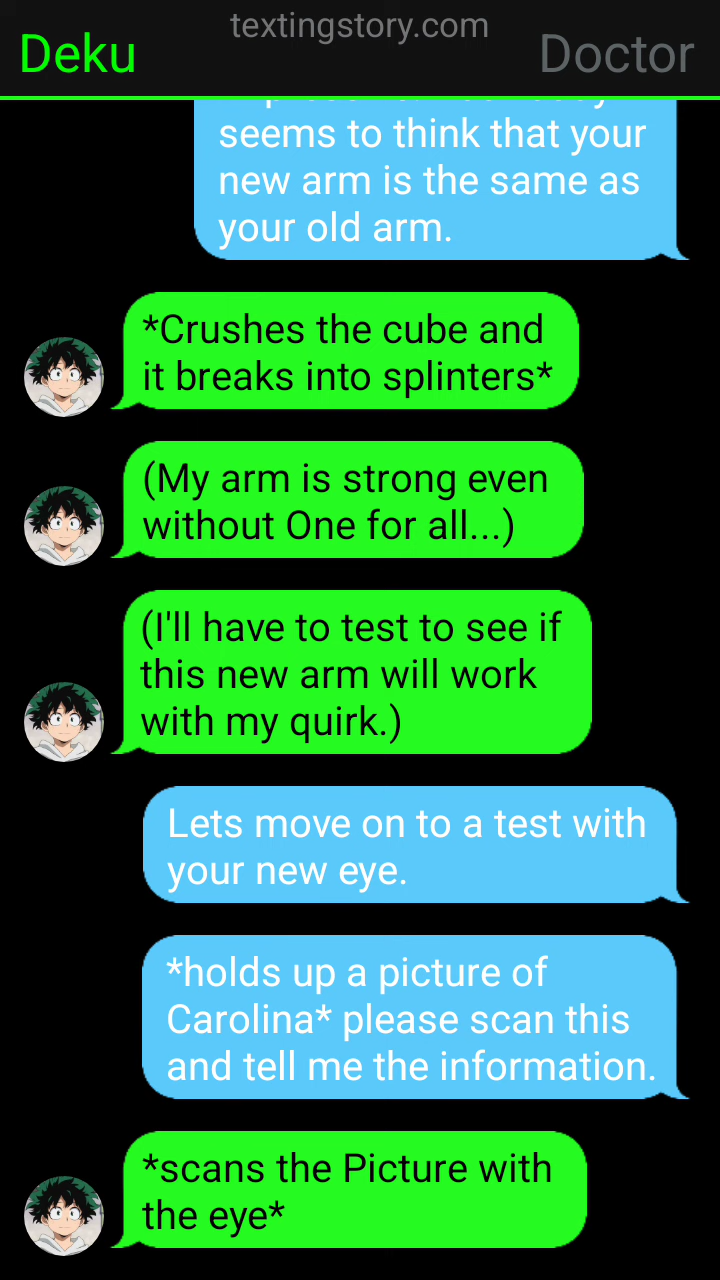 textingstory.com
Deku
Doctor
seems to think that your
new arm is the same as
your old arm.
*Crushes the cube and
it breaks into splinters*
(My arm is strong even
without One for all...)
(I'll have to test to see if
this new arm will work
with my quirk.)
Lets move on to a test with
your new eye.
*holds up a picture of
Carolina* please scan this
and tell me the information.
*scans the Picture with
the eye*